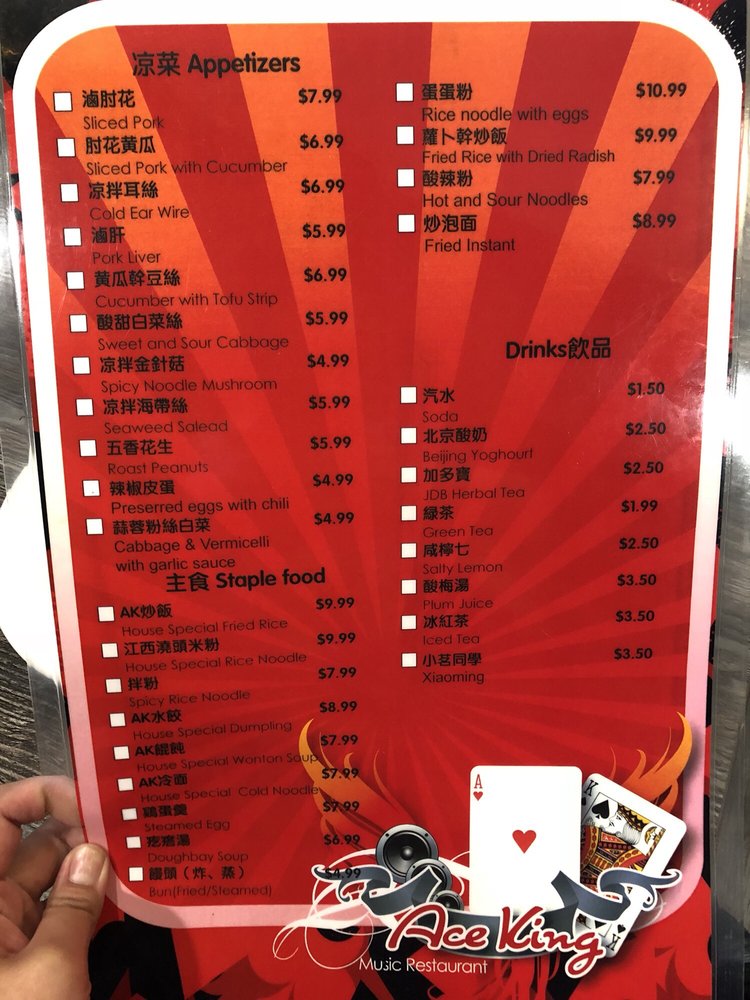 凉菜 Appetizers
滷肘花 $7.99
Sliced Pork
肘花黄瓜 $6.99
Sliced Pork with Cucumber
凉拌耳絲 $6.99
Cold Ear Wire
滷肝 $5.99
Pork Liver
黄瓜幹豆絲 $6.99
Cucumber with Tofu Strip
酸甜白菜絲 $5.99
Sweet and Sour Cabbage
凉拌金針菇 $4.99
Spicy Noodle Mushroom
凉拌海帶絲 $5.99
Seaweed Salead
五香花生 $5.99
Roast Peanuts
辣椒皮蛋 $4.99
Preserred eggs with chili
蒜蓉粉絲白菜 $4.99
Cabbage & Vermicelli
with garlic sauce
主食 Staple food
AK炒飯 $9.99
House Special Fried Rice
江西澆頭米粉 $9.99
House Special Rice Noodle
拌粉 $7.99
Spicy Rice Noodle
AK水餃 $8.99
House Special Dumpling
AK餛飩 $7.99
House Special Wonton Soup
AK冷面 $7.99
House Special Cold Noodle
鷄蛋羹 $7.99
Steamed Egg
疙瘩湯 $6.99
Doughbay Soup
饅頭（炸、蒸） $4.99
Bun(Fried/Steamed)
蛋蛋粉 $10.99
Rice noodle with eggs
蘿卜幹炒飯 $9.99
Fried Rice with Dried Radish
酸辣粉 $7.99
Hot and Sour Noodles
炒泡面 $8.99
Fried Instant
Drinks飲品
汽水 $1.50
Soda
北京酸奶 $2.50
Beijing Yoghourt
加多寶 $2.50
JDB Herbal Tea
緑茶 $1.99
Green Tea
咸檸七 $2.50
Salty Lemon
酸梅湯 $3.50
Plum Juice
冰紅茶 $3.50
Iced Tea
小茗同學 $3.50
Xiaoming
A
K
K
Ace King
Music Restaurant